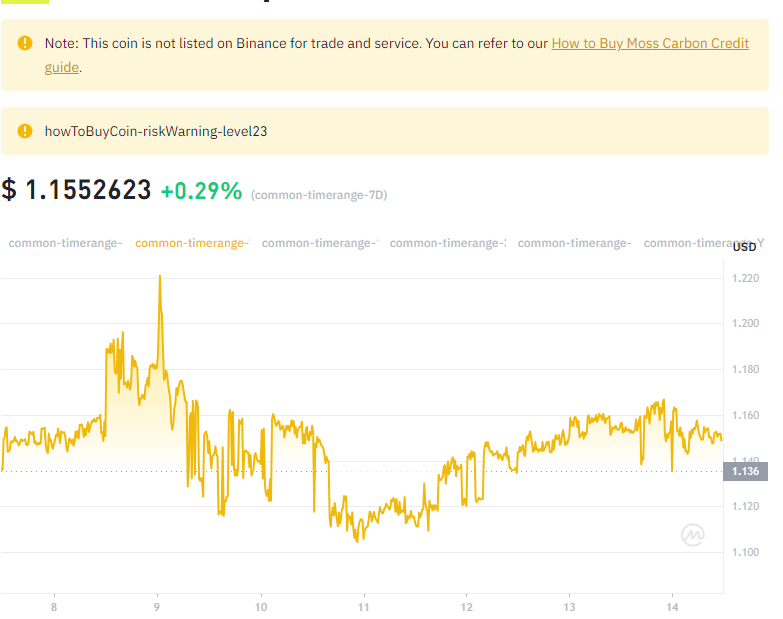 Note: This coin is not listed on Binance for trade and service. You can refer to our How to Buy Moss Carbon Credit
guide.
howToBuyCoin-riskWarning-level23
$ 1.1552623 +0.29% (common-timerange-7D)
common-timerange- common-timerange- common-timerange- common-timerange- common-timerange- common-timerange-Y
USD
1.220
1.200
1.180
1.160
1.140
1.136
1.120
1.100
8 9 10 11 12 13 14